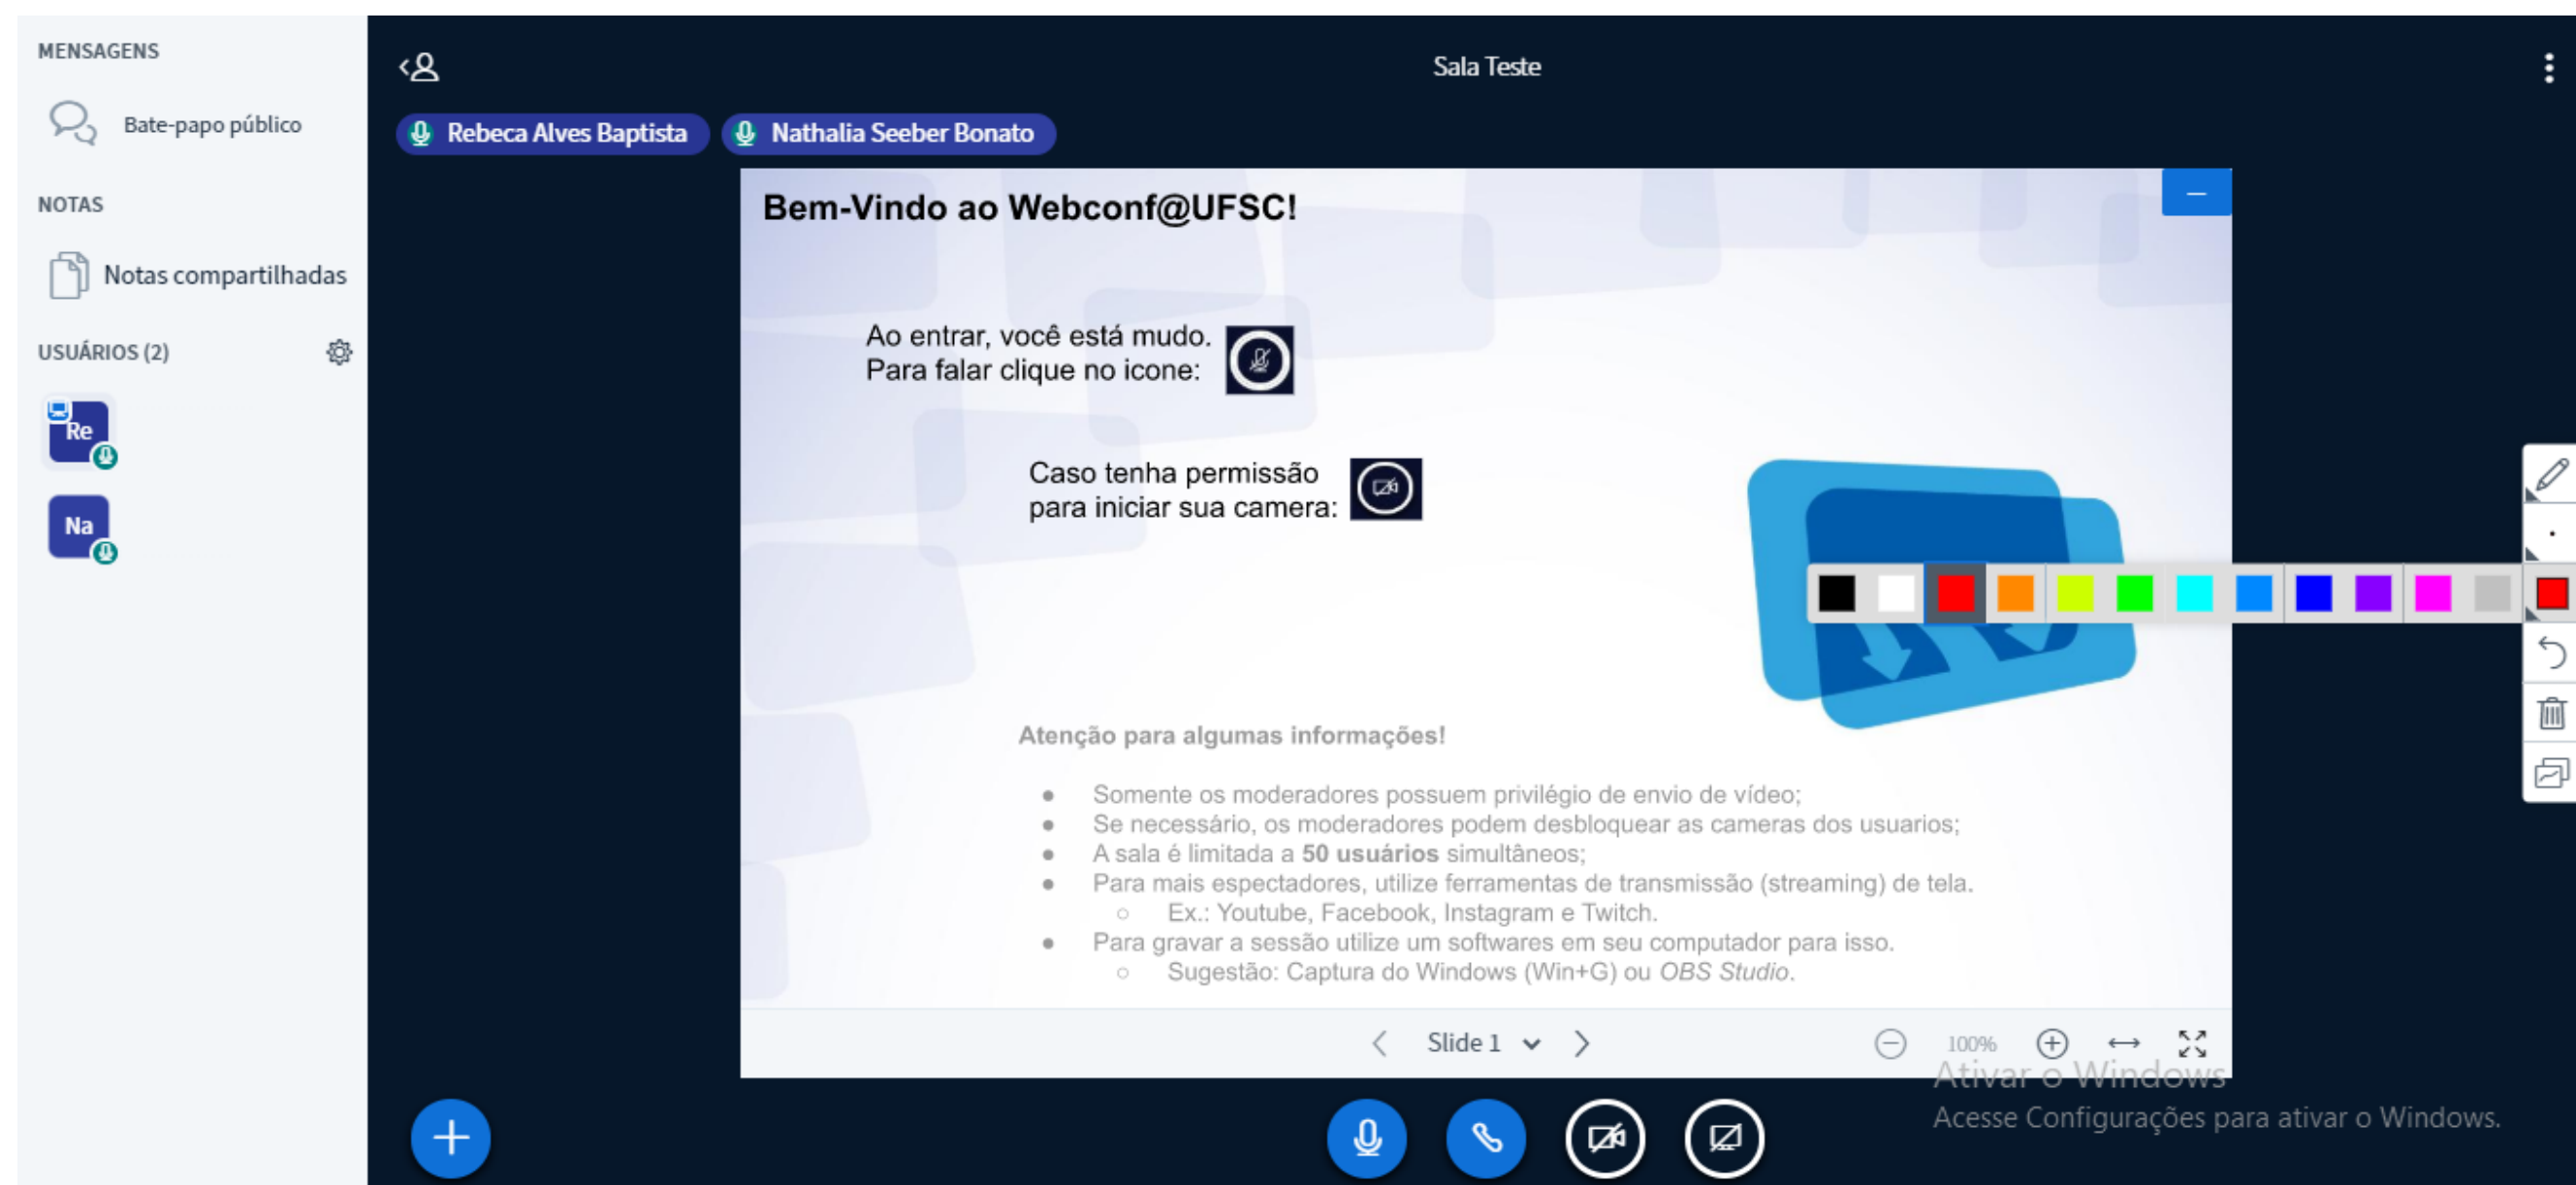 MENSAGENS
Bate-papo público
NOTAS
Notas compartilhadas
USUÁRIOS (2)
Re
Na
Sala Teste
Rebeca Alves Baptista
Nathalia Seeber Bonato
Bem-Vindo ao Webconf@UFSC!
Ao entrar, você está mudo.
Para falar clique no icone:
Caso tenha permissão
para iniciar sua camera:
Atenção para algumas informações!
● Somente os moderadores possuem privilégio de envio de vídeo;
● Se necessário, os moderadores podem desbloquear as cameras dos usuarios;
● A sala é limitada a 50 usuários simultâneos;
● Para mais espectadores, utilize ferramentas de transmissão (streaming) de tela.
○ Ex.: Youtube, Facebook, Instagram e Twitch.
● Para gravar a sessão utilize um softwares em seu computador para isso.
○ Sugestão: Captura do Windows (Win+G) ou OBS Studio.
Slide 1
100%
Ativar o Windows
Acesse Configurações para ativar o Windows.